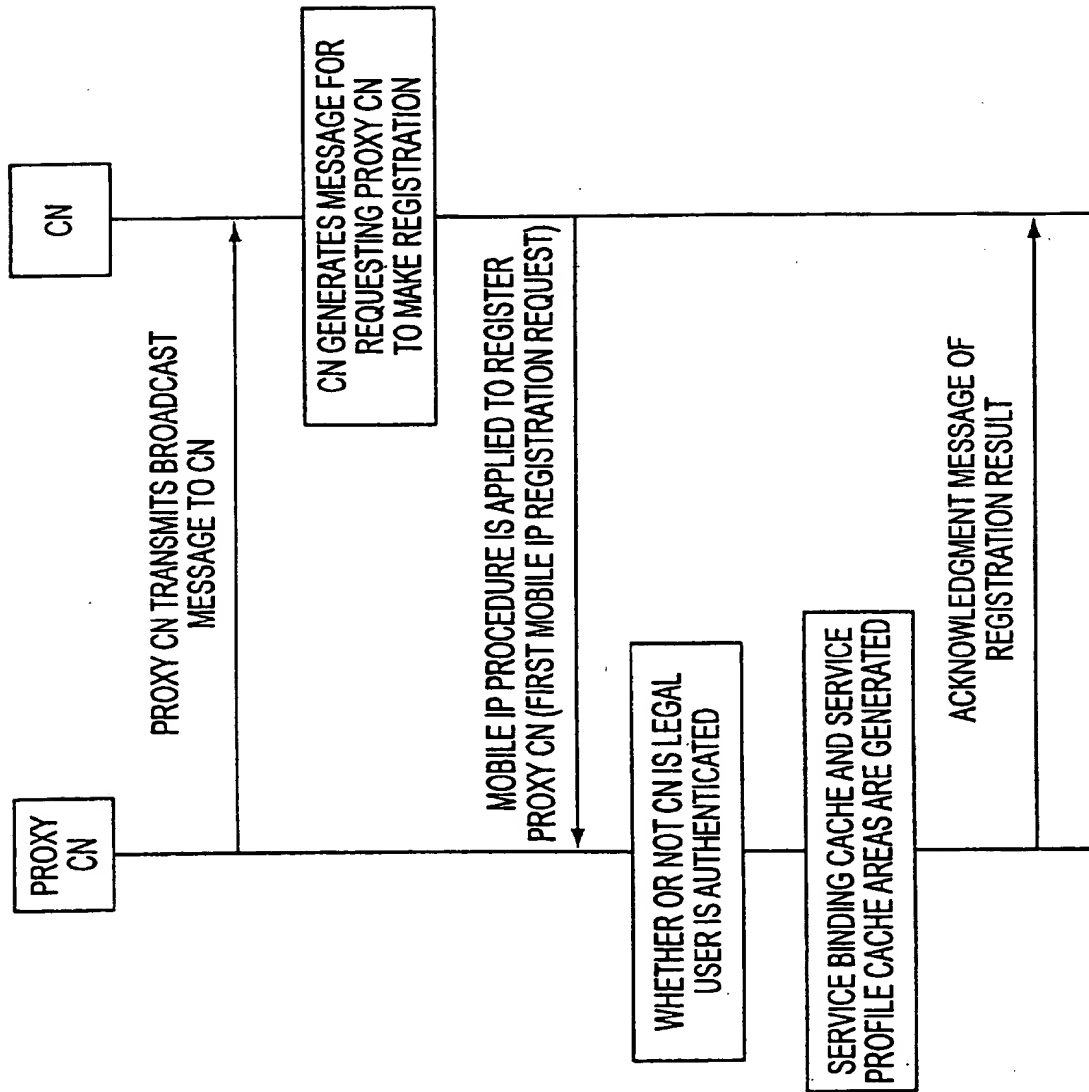 PROXY
CN
CN
PROXY CN TRANSMITS BROADCAST
MESSAGE TO CN
CN GENERATES MESSAGE FOR
REQUESTING PROXY CN
TO MAKE REGISTRATION
MOBILE IP PROCEDURE IS APPLIED TO REGISTER
PROXY CN (FIRST MOBILE IP REGISTRATION REQUEST)
WHETHER OR NOT CN IS LEGAL
USER IS AUTHENTICATED
SERVICE BINDING CACHE AND SERVICE
PROFILE CACHE AREAS ARE GENERATED
ACKNOWLEDGMENT MESSAGE OF
REGISTRATION RESULT